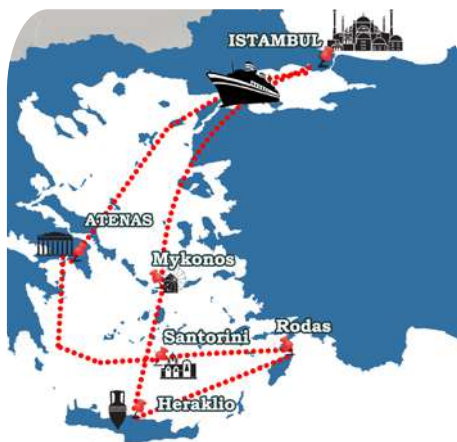 ISTAMBUL
ATENAS
Mykonos
Santorini
Rodas
Heraklio